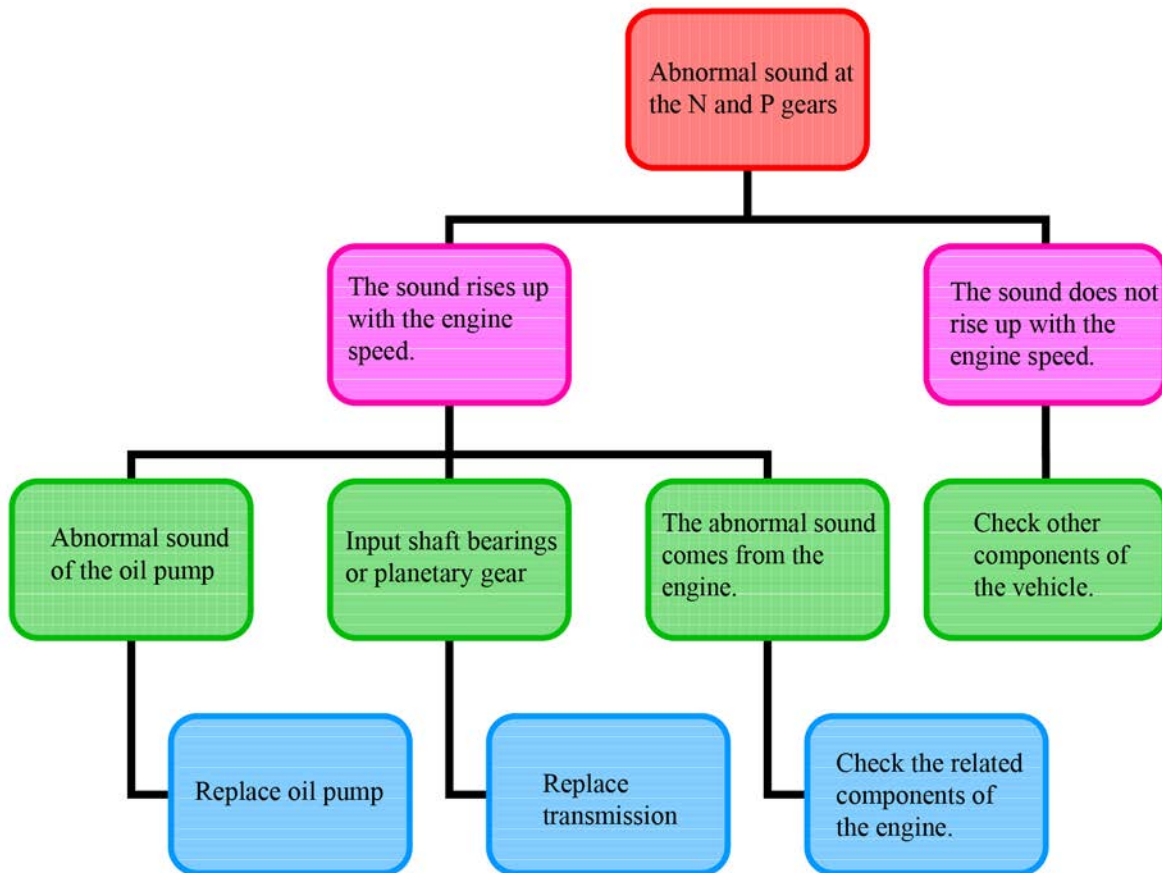 Abnormal sound at
the N and P gears
The sound rises up
with the engine
speed.
The sound does not
rise up with the
engine speed.
Abnormal sound
of the oil pump
Input shaft bearings
or planetary gear
The abnormal sound
comes from the
engine.
Check other
components of
the vehicle.
Replace oil pump
Replace
transmission
Check the related
components of
the engine.